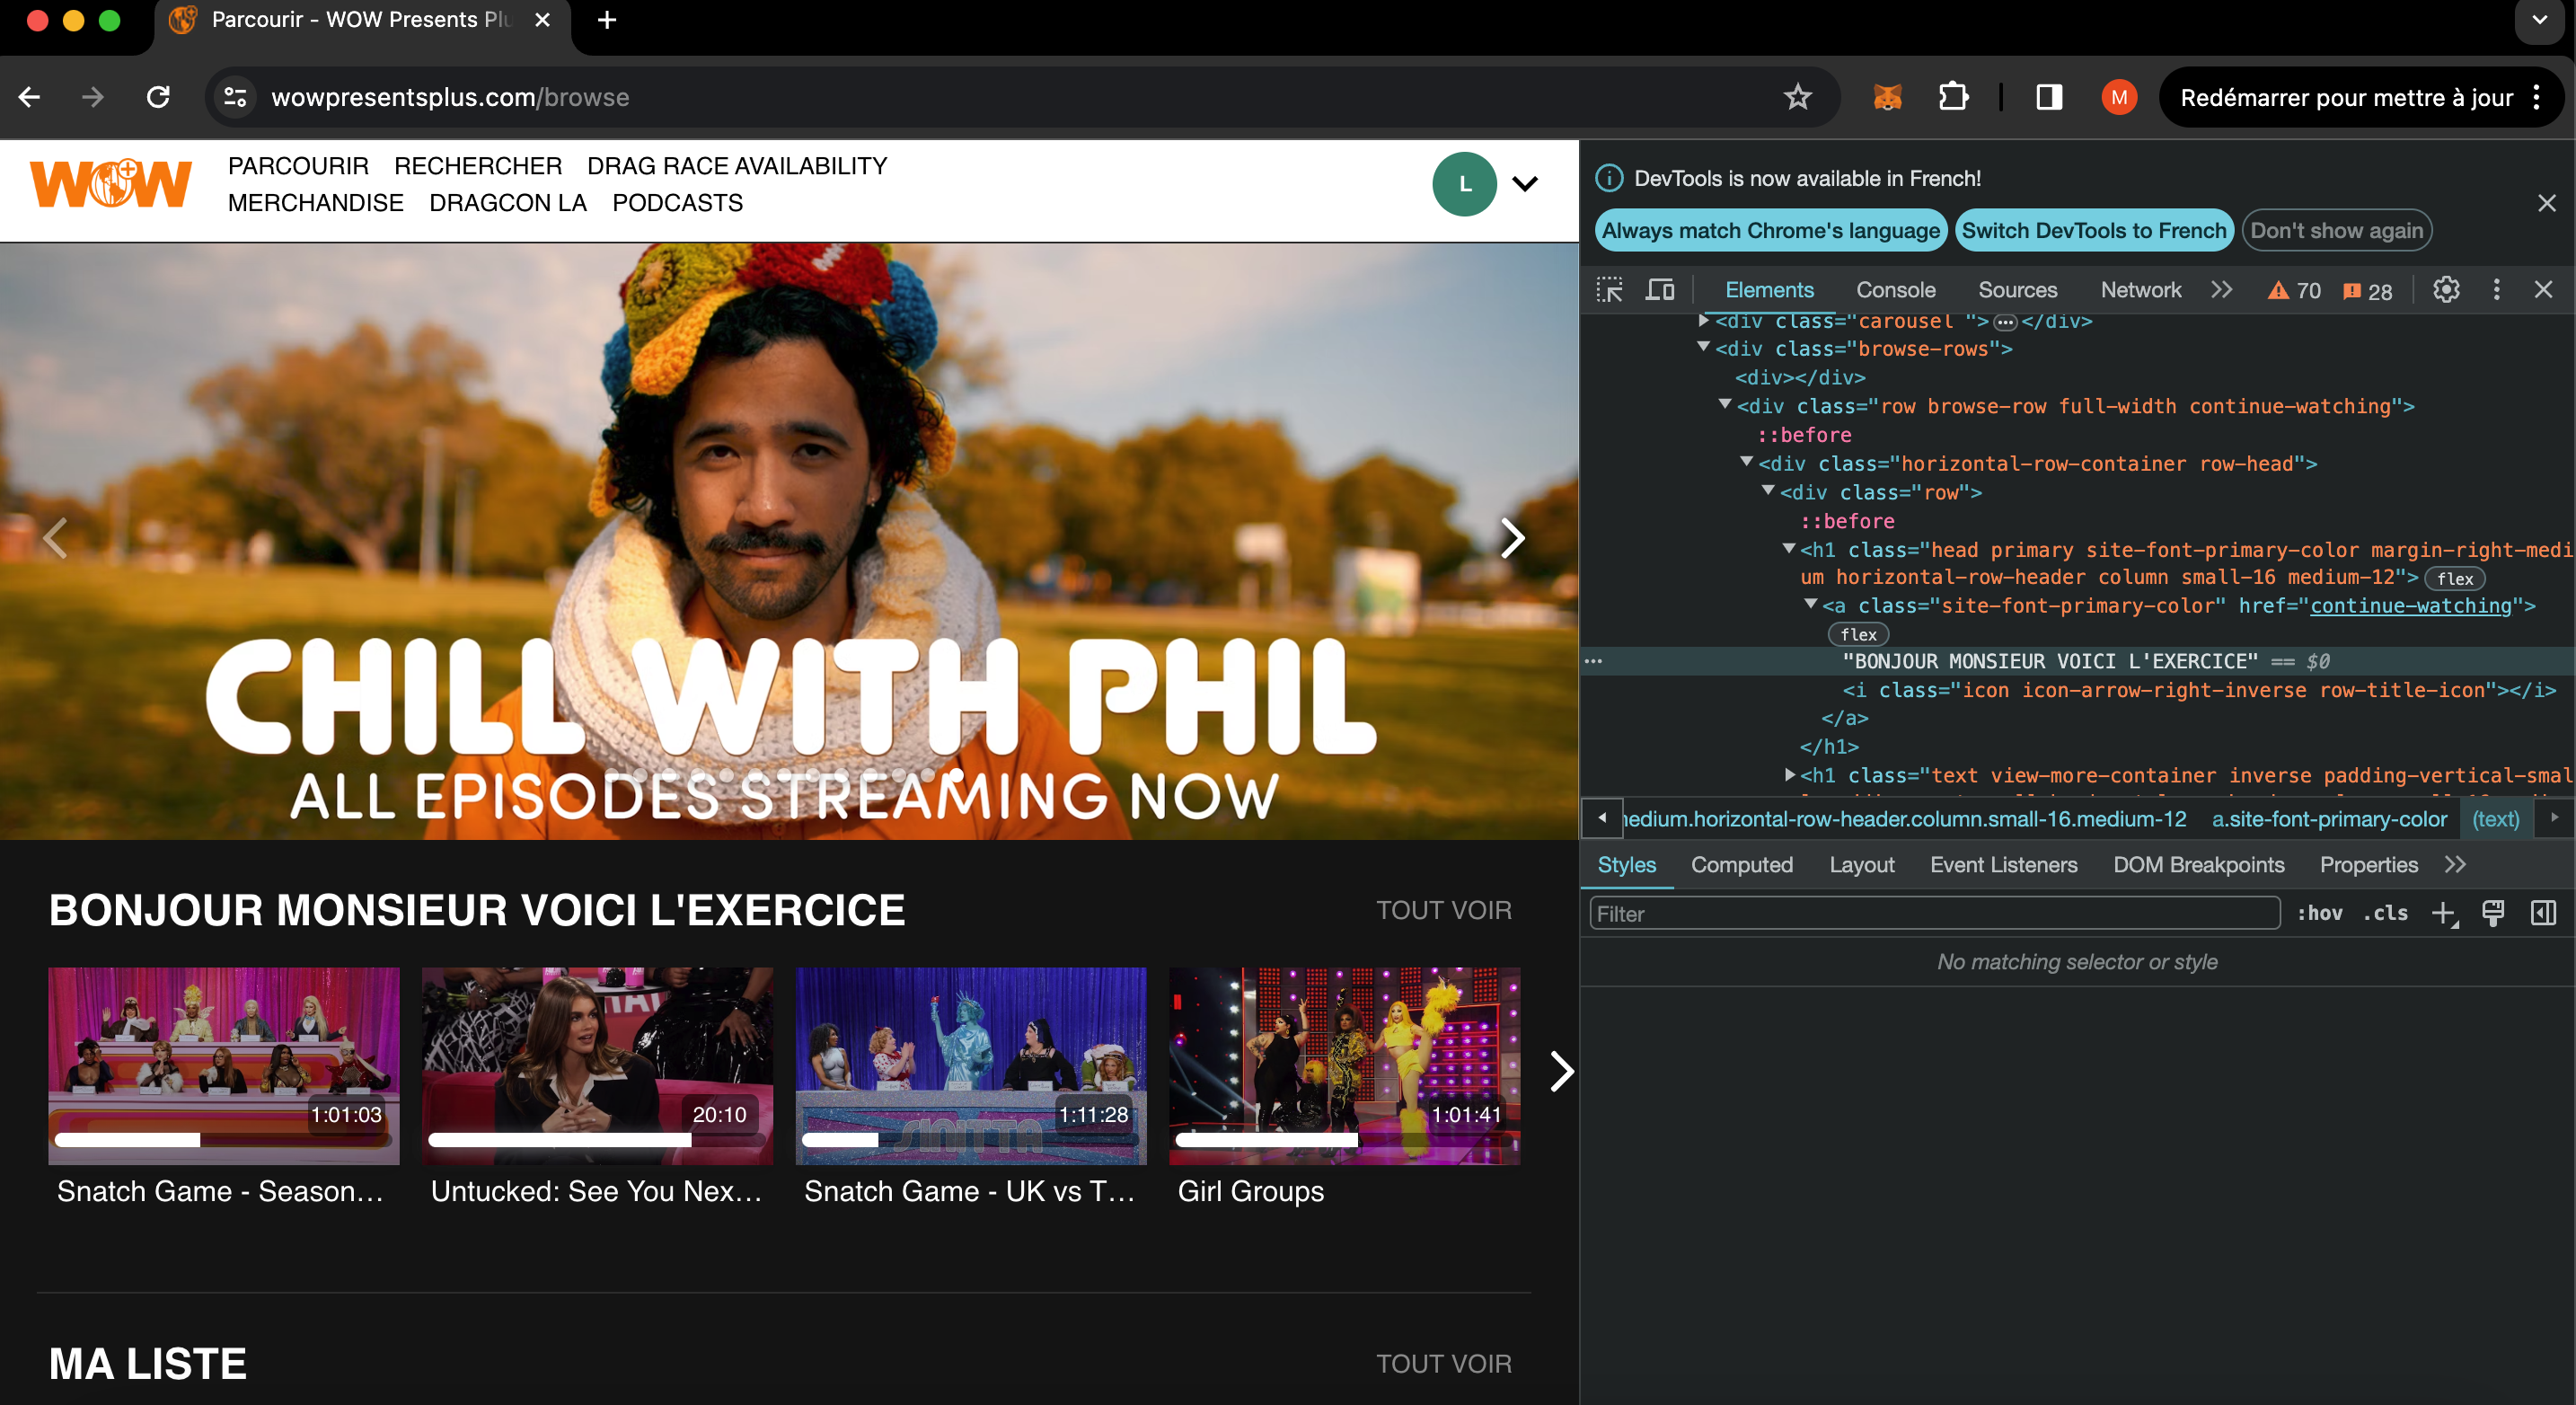 Parcourir - WOW Presents Plu
wowpresentsplus.com/browse
M
Redémarrer pour mettre à jour
WOW
PARCOURIR RECHERCHER DRAG RACE AVAILABILITY
MERCHANDISE DRAGCON LA PODCASTS
L
CHILL WITH PHIL
ALL EPISODES STREAMING NOW
BONJOUR MONSIEUR VOICI L'EXERCICE
TOUT VOIR
1:01:03
20:10
SINITTA
1:11:28
1:01:41
Snatch Game - Season...
Untucked: See You Nex...
Snatch Game - UK vs T...
Girl Groups
MA LISTE
TOUT VOIR
DevTools is now available in French!
Always match Chrome's language
Switch DevTools to French
Don't show again
Elements Console Sources Network 70 28
<div class="carousel ">…</div>
<div class="browse-rows">
<div></div>
<div class="row browse-row full-width continue-watching">
::before
<div class="horizontal-row-container row-head">
<div class="row">
::before
<h1 class="head primary site-font-primary-color margin-right-medi
um horizontal-row-header column small-16 medium-12"> flex
<a class="site-font-primary-color" href="continue-watching">
flex
"BONJOUR MONSIEUR VOICI L'EXERCICE" == $0
<i class="icon icon-arrow-right-inverse row-title-icon"></i>
</a>
</h1>
<h1 class="text view-more-container inverse padding-vertical-smal
edium.horizontal-row-header.column.small-16.medium-12 a.site-font-primary-color (text)
Styles Computed Layout Event Listeners DOM Breakpoints Properties
Filter
:hov .cls
No matching selector or style